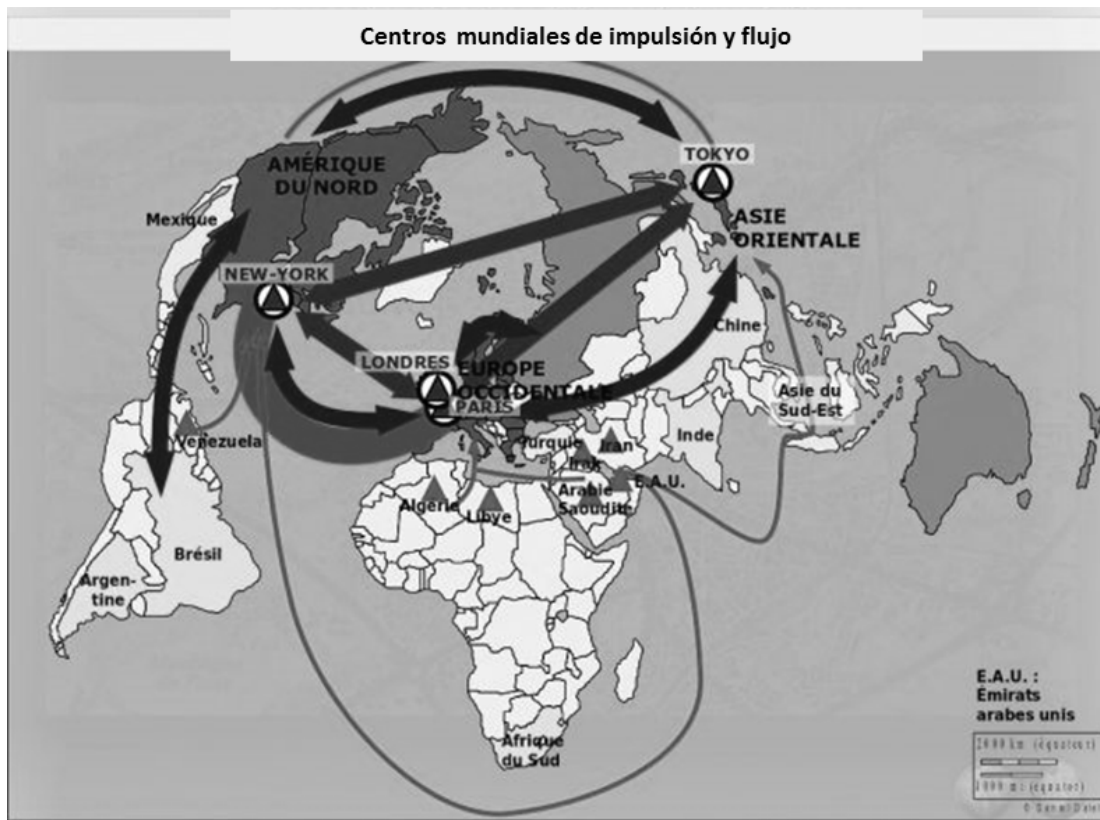 Centros mundiales de impulsión y flujo
TOKYO
AMÉRIQUE
DU NORD
Mexique
ASIE
ORIENTALE
NEW-YORK
Chine
LONDRES
EUROPE
OCCIDENTALE
PARIS
Asie du
Sud-Est
Venezuela
Turquie
Iran
Inde
Irak
E.A.U.
Algérie
Libye
Arabie
Saoudite
Brésil
Argen-
tine
E.A.U. :
Émirats
arabes unis
Afrique
du Sud